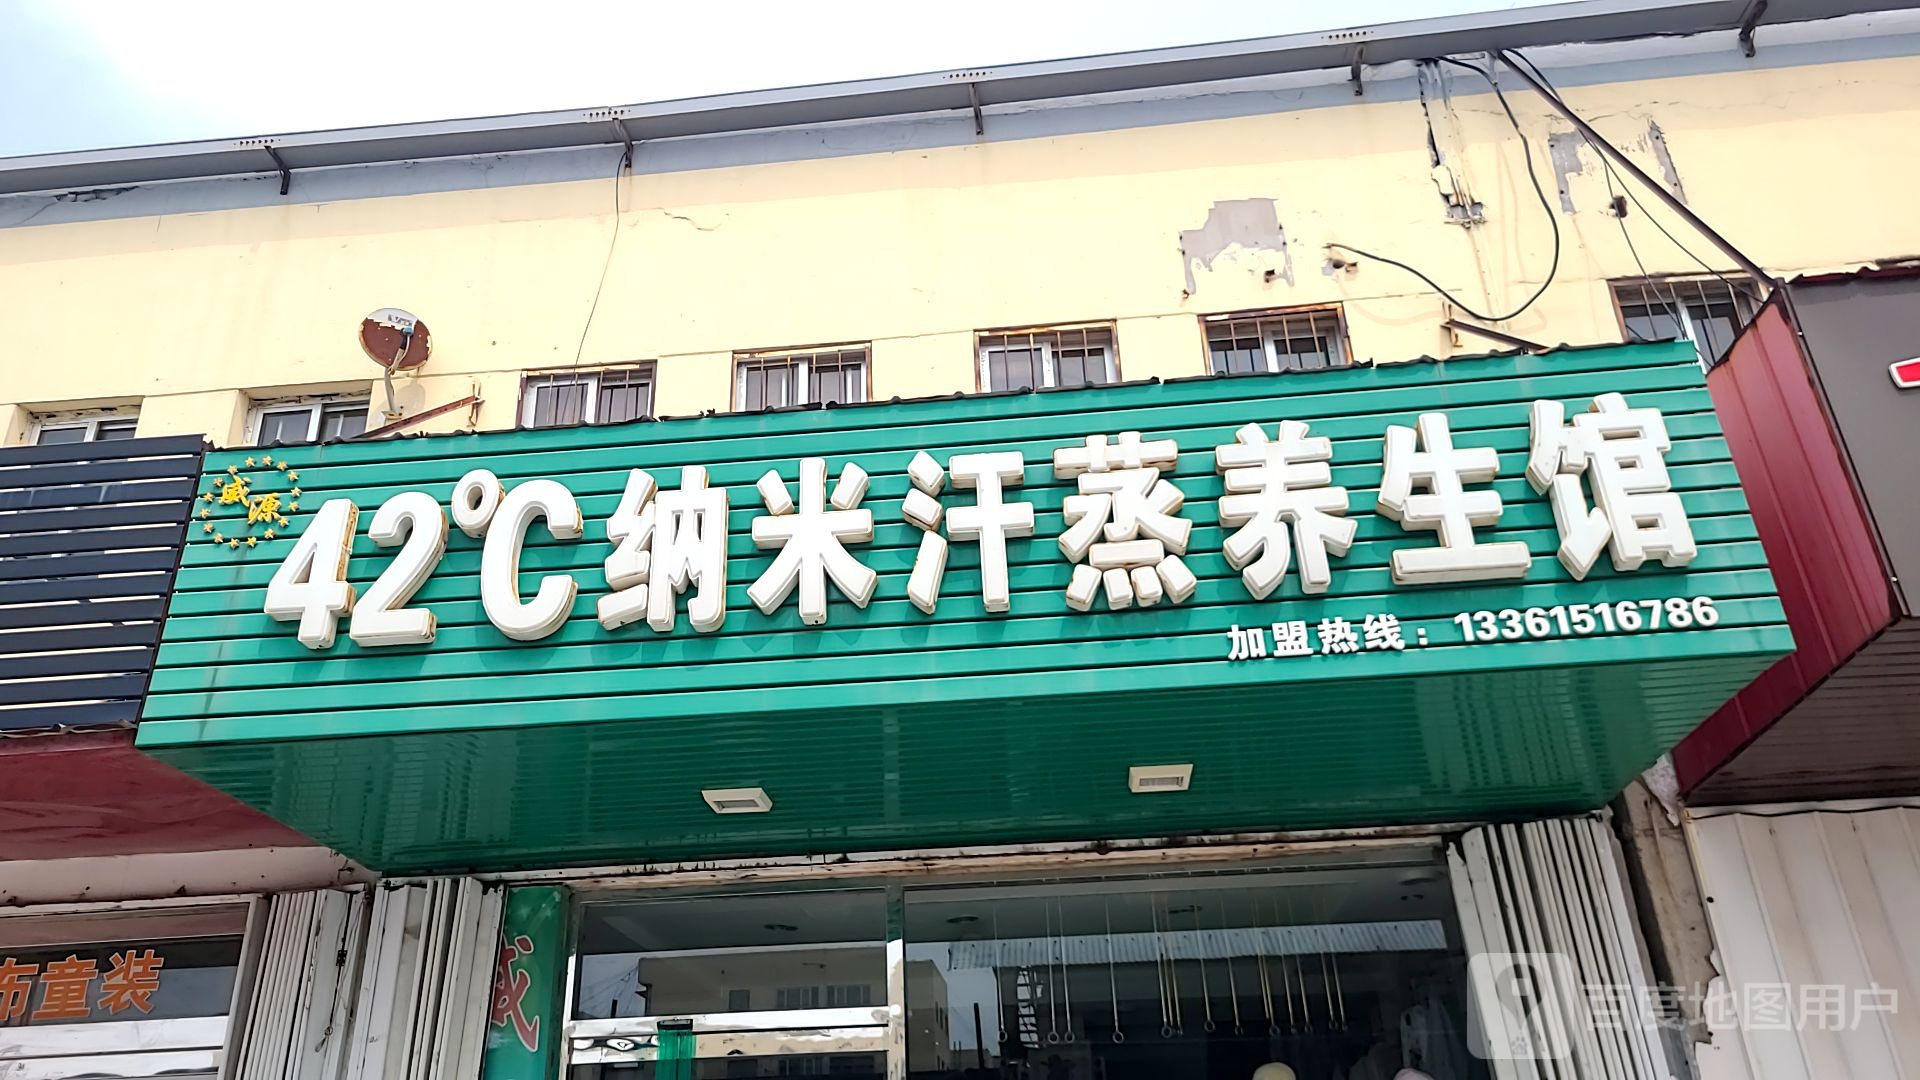 威源
42℃纳米汗蒸养生馆
加盟热线：13361516786
布童装
威
百度地图用户